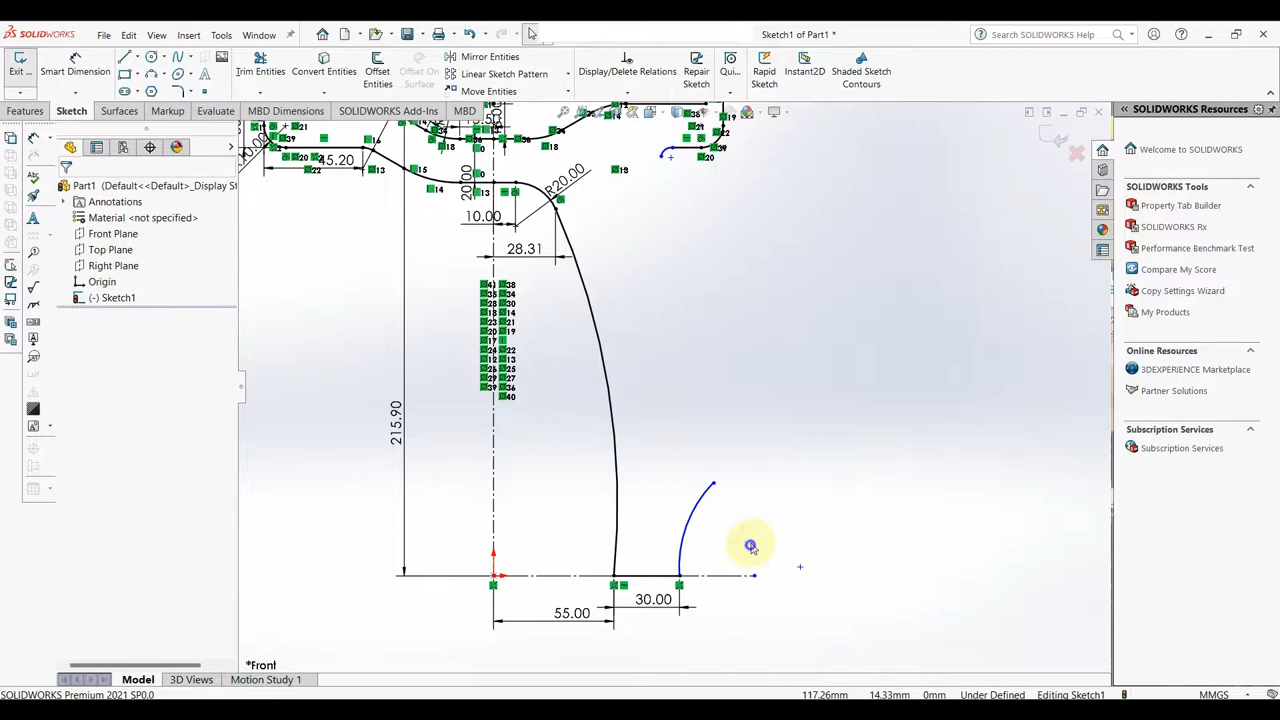 SOLIDWORKS
File Edit View Insert Tools Window
Sketch1 of Part1 *
Search SOLIDWORKS Help
Exit ...
Smart Dimension
Trim Entities
Convert Entities
Offset Entities
Offset On Surface
Mirror Entities
Linear Sketch Pattern
Move Entities
Display/Delete Relations
Repair Sketch
Qui...
Rapid Sketch
Instant2D
Shaded Sketch Contours
Features Sketch Surfaces Markup Evaluate MBD Dimensions SOLIDWORKS Add-Ins MBD
SOLIDWORKS Resources
Welcome to SOLIDWORKS
SOLIDWORKS Tools
Property Tab Builder
SOLIDWORKS Rx
Performance Benchmark Test
Compare My Score
Copy Settings Wizard
My Products
Online Resources
3DEXPERIENCE Marketplace
Partner Solutions
Subscription Services
Subscription Services
Part1 (Default<<Default>_Display St
Annotations
Material <not specified>
Front Plane
Top Plane
Right Plane
Origin
(-) Sketch1
45.20
20.00
R20.00
10.00
28.31
215.90
30.00
55.00
*Front
Model 3D Views Motion Study 1
SOLIDWORKS Premium 2021 SP0.0
117.26mm 14.33mm 0mm Under Defined Editing Sketch1 MMGS